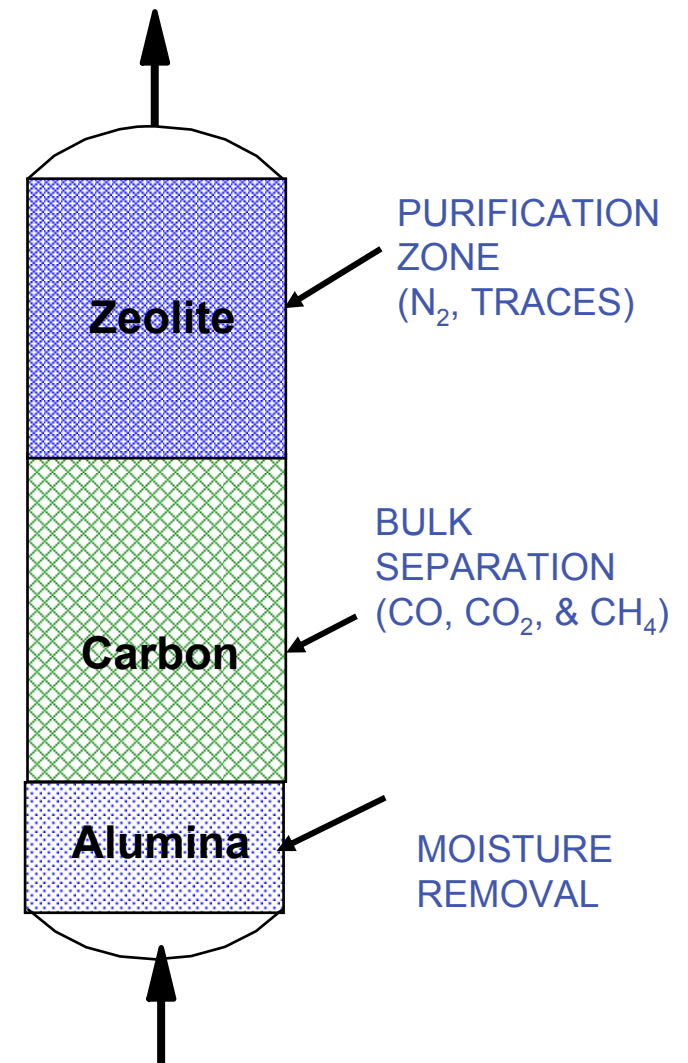 PURIFICATION
ZONE
(N₂, TRACES)
Zeolite
BULK
SEPARATION
(CO, CO₂, & CH₄)
Carbon
Alumina
MOISTURE
REMOVAL